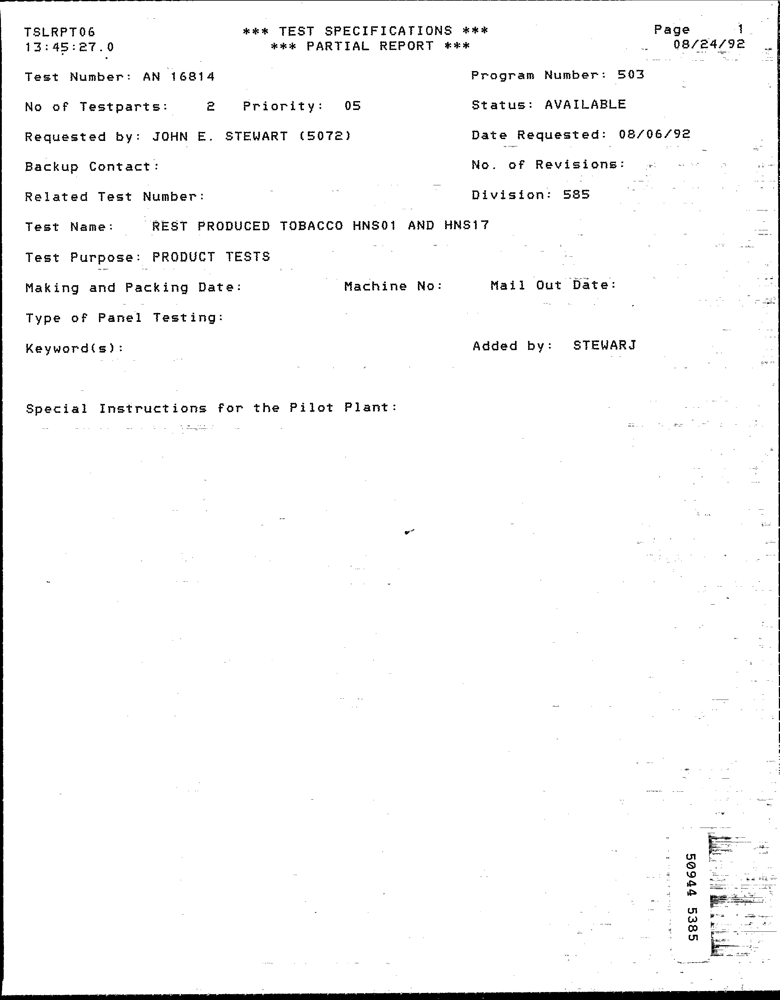 TSLRPT06 *** TEST SPECIFICATIONS *** Page 1
13:45:27.0 *** PARTIAL REPORT *** 08/24/92
Test Number: AN 16814 Program Number: 503
No of Testparts: 2 Priority: 05 Status: AVAILABLE
Requested by: JOHN E. STEWART (5072) Date Requested: 08/06/92
Backup Contact: No. of Revisions:
Related Test Number: Division: 585
Test Name: REST PRODUCED TOBACCO HNS01 AND HNS17
Test Purpose: PRODUCT TESTS
Making and Packing Date: Machine No: Mail Out Date:
Type of Panel Testing:
Keyword(s): Added by: STEWARJ
Special Instructions for the Pilot Plant:
50944 5385